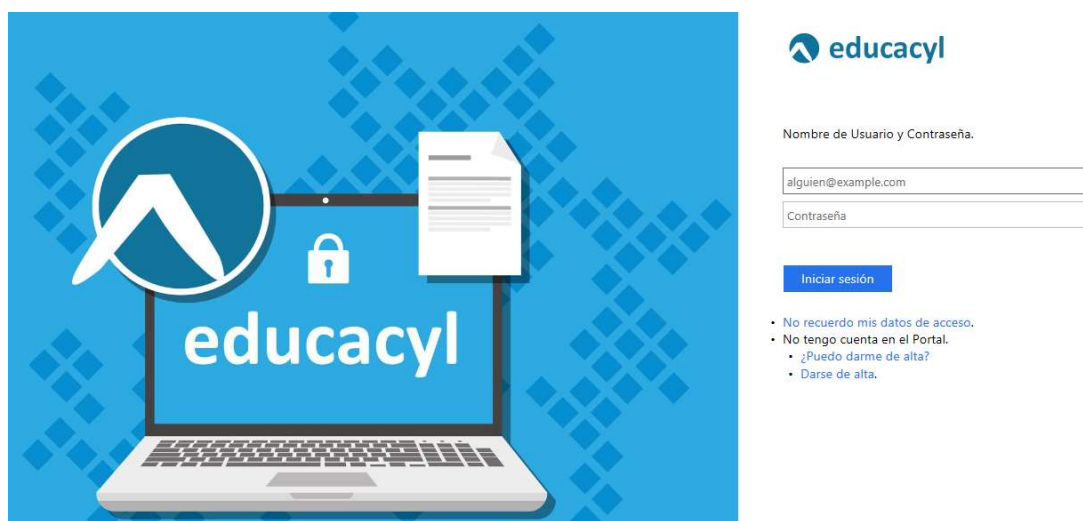 educacyl
educacyl
Nombre de Usuario y Contraseña.
alguien@example.com
Contraseña
Iniciar sesión
No recuerdo mis datos de acceso.
No tengo cuenta en el Portal.
¿Puedo darme de alta?
Darse de alta.